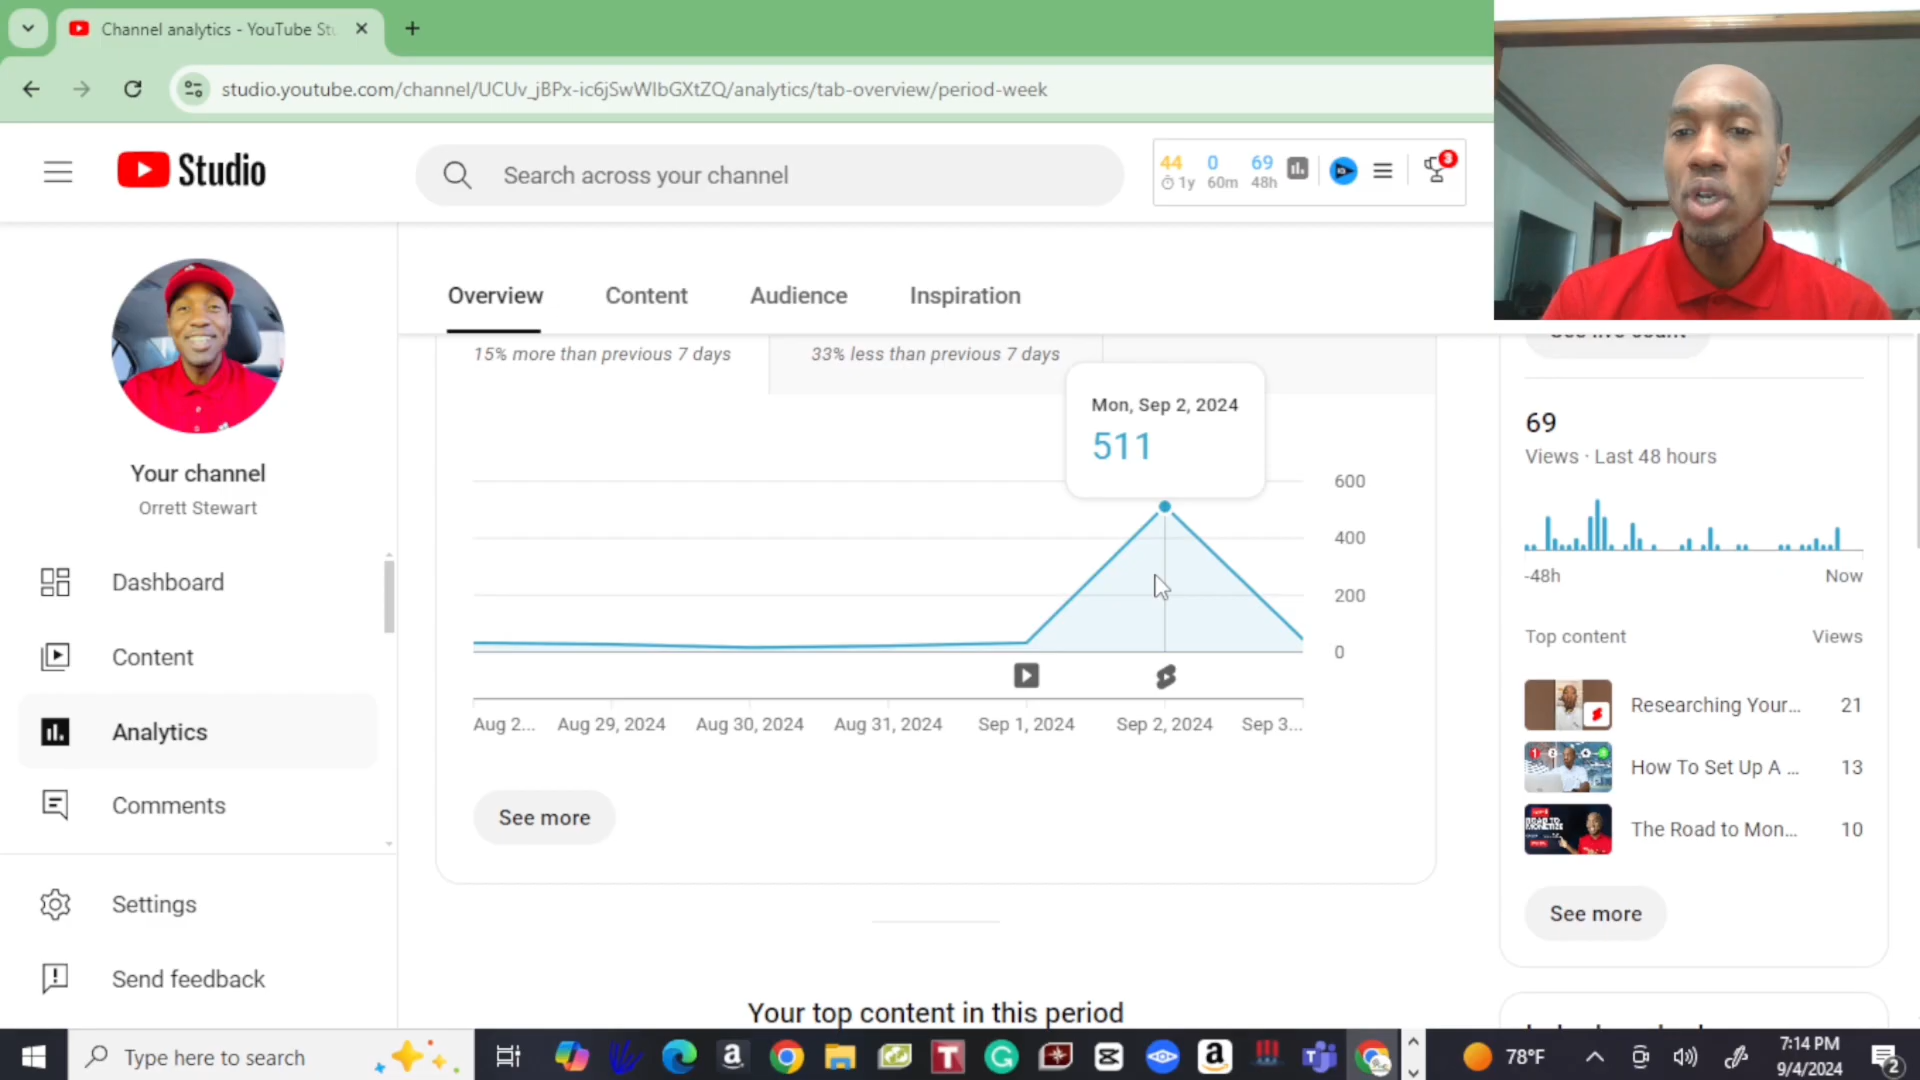 Channel analytics - YouTube St
studio.youtube.com/channel/UCUv_jBPx-ic6jSwWIbGXtZQ/analytics/tab-overview/period-week
Studio
Search across your channel
44 0 69
1y 60m 48h
3
Overview Content Audience Inspiration
15% more than previous 7 days
33% less than previous 7 days
Mon, Sep 2, 2024
511
600
400
200
0
Aug 2... Aug 29, 2024 Aug 30, 2024 Aug 31, 2024 Sep 1, 2024 Sep 2, 2024 Sep 3...
See more
Your top content in this period
Your channel
Orrett Stewart
Dashboard
Content
Analytics
Comments
Settings
Send feedback
See live count
69
Views · Last 48 hours
-48h Now
Top content Views
Researching Your... 21
How To Set Up A ... 13
The Road to Mon... 10
See more
Type here to search
78°F
7:14 PM
9/4/2024
2